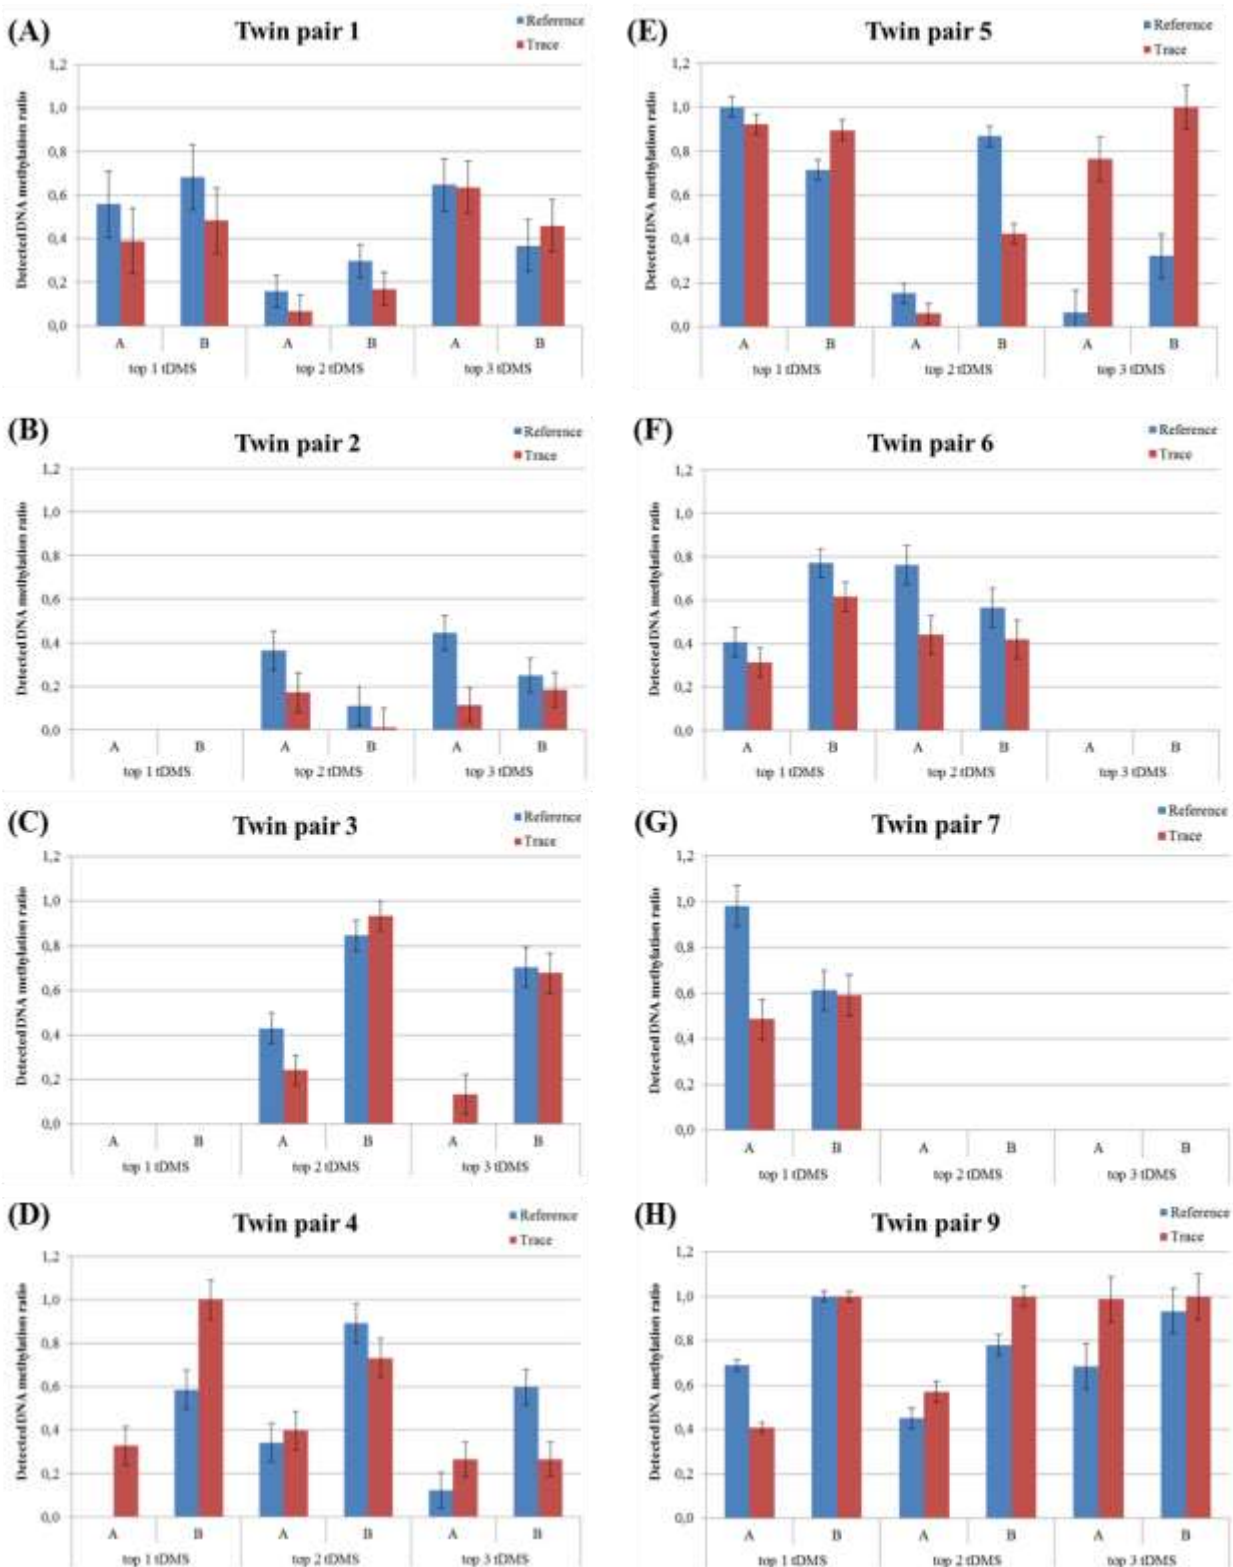 (A)
Twin pair 1
Reference
Trace
Detected DNA methylation ratio
1,2
1,0
0,8
0,6
0,4
0,2
0,0
A B A B A B
top 1 tDMS top 2 tDMS top 3 tDMS
(E)
Twin pair 5
Reference
Trace
Detected DNA methylation ratio
1,2
1,0
0,8
0,6
0,4
0,2
0,0
A B A B A B
top 1 tDMS top 2 tDMS top 3 tDMS
(B)
Twin pair 2
Reference
Trace
Detected DNA methylation ratio
1,2
1,0
0,8
0,6
0,4
0,2
0,0
A B A B A B
top 1 tDMS top 2 tDMS top 3 tDMS
(F)
Twin pair 6
Reference
Trace
Detected DNA methylation ratio
1,2
1,0
0,8
0,6
0,4
0,2
0,0
A B A B A B
top 1 tDMS top 2 tDMS top 3 tDMS
(C)
Twin pair 3
Reference
Trace
Detected DNA methylation ratio
1,2
1,0
0,8
0,6
0,4
0,2
0,0
A B A B A B
top 1 tDMS top 2 tDMS top 3 tDMS
(G)
Twin pair 7
Reference
Trace
Detected DNA methylation ratio
1,2
1,0
0,8
0,6
0,4
0,2
0,0
A B A B A B
top 1 tDMS top 2 tDMS top 3 tDMS
(D)
Twin pair 4
Reference
Trace
Detected DNA methylation ratio
1,2
1,0
0,8
0,6
0,4
0,2
0,0
A B A B A B
top 1 tDMS top 2 tDMS top 3 tDMS
(H)
Twin pair 9
Reference
Trace
Detected DNA methylation ratio
1,2
1,0
0,8
0,6
0,4
0,2
0,0
A B A B A B
top 1 tDMS top 2 tDMS top 3 tDMS